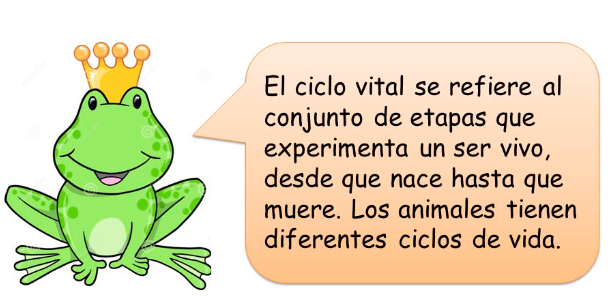 El ciclo vital se refiere al
conjunto de etapas que
experimenta un ser vivo,
desde que nace hasta que
muere. Los animales tienen
diferentes ciclos de vida.